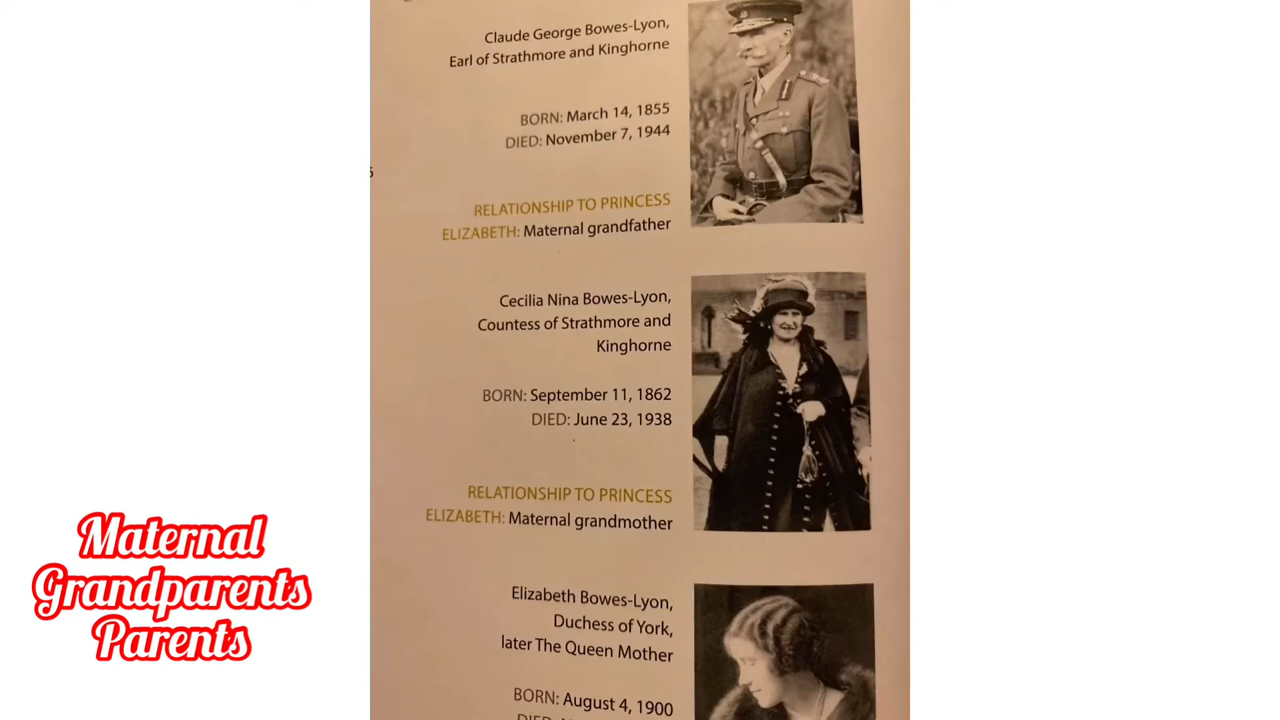 Claude George Bowes-Lyon,
Earl of Strathmore and Kinghorne
BORN: March 14, 1855
DIED: November 7, 1944
RELATIONSHIP TO PRINCESS
ELIZABETH: Maternal grandfather
Cecilia Nina Bowes-Lyon,
Countess of Strathmore and
Kinghorne
BORN: September 11, 1862
DIED: June 23, 1938
RELATIONSHIP TO PRINCESS
ELIZABETH: Maternal grandmother
Elizabeth Bowes-Lyon,
Duchess of York,
later The Queen Mother
BORN: August 4, 1900
DIED:
Maternal
Grandparents
Parents